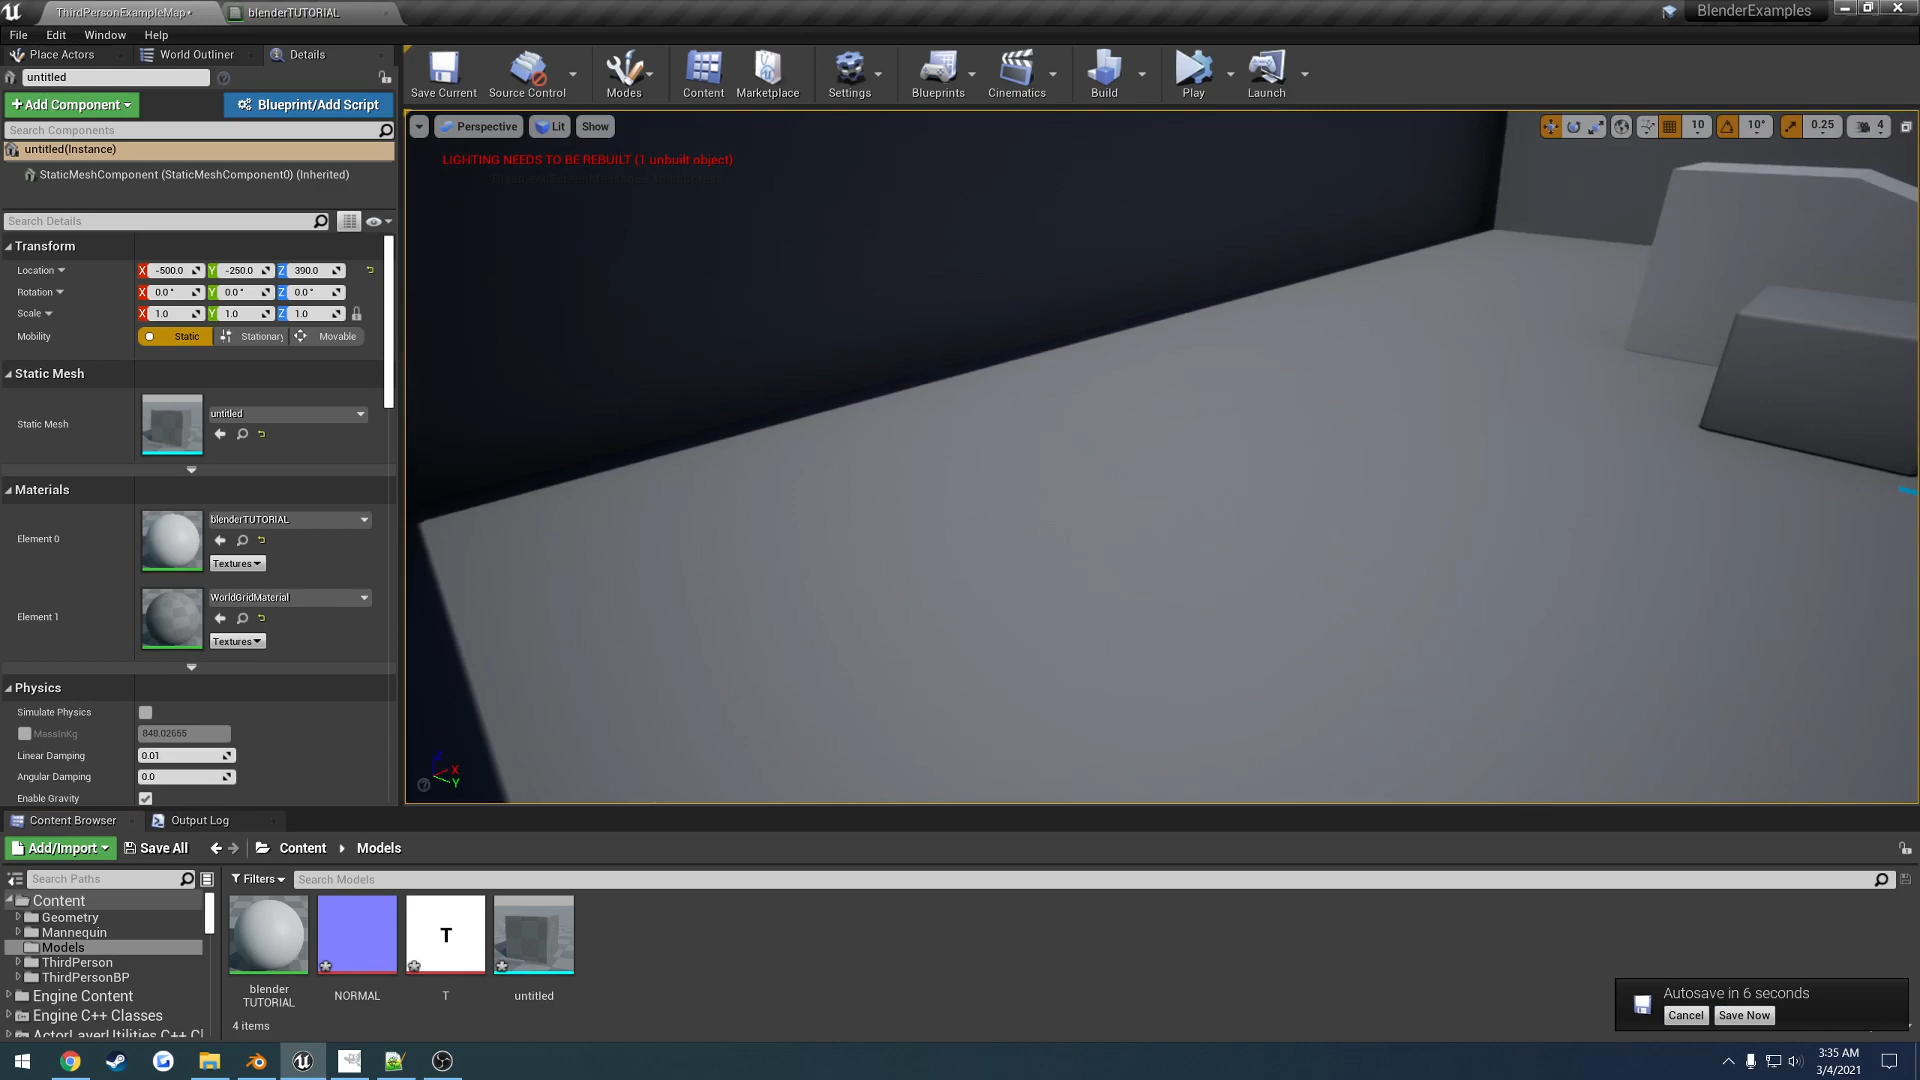 ThirdPersonExampleMap•
blenderTUTORIAL
BlenderExamples
File Edit Window Help
Place Actors World Outliner Details
untitled
Add Component Blueprint/Add Script
Search Components
untitled(Instance)
StaticMeshComponent (StaticMeshComponent0) (Inherited)
Search Details
Save Current Source Control Modes Content Marketplace Settings Blueprints Cinematics Build Play Launch
Perspective Lit Show
10 10° 0.25 4
LIGHTING NEEDS TO BE REBUILT (1 unbuilt object)
Transform
Location X -500.0 Y -250.0 Z 390.0
Rotation X 0.0° Y 0.0° Z 0.0°
Scale X 1.0 Y 1.0 Z 1.0
Mobility Static Stationary Movable
Static Mesh
Static Mesh untitled
Materials
Element 0 blenderTUTORIAL
Textures
Element 1 WorldGridMaterial
Textures
Physics
Simulate Physics
MassInKg 848.02655
Linear Damping 0.01
Angular Damping 0.0
Enable Gravity
X
Y
Content Browser Output Log
Add/Import Save All Content Models
Search Paths Filters Search Models
Content
Geometry
Mannequin
Models
ThirdPerson
ThirdPersonBP
Engine Content
Engine C++ Classes
ActorLayerUtilities C++ Cl
T
blender
TUTORIAL
NORMAL
T
untitled
4 items
Autosave in 6 seconds
Cancel Save Now
3:35 AM
3/4/2021